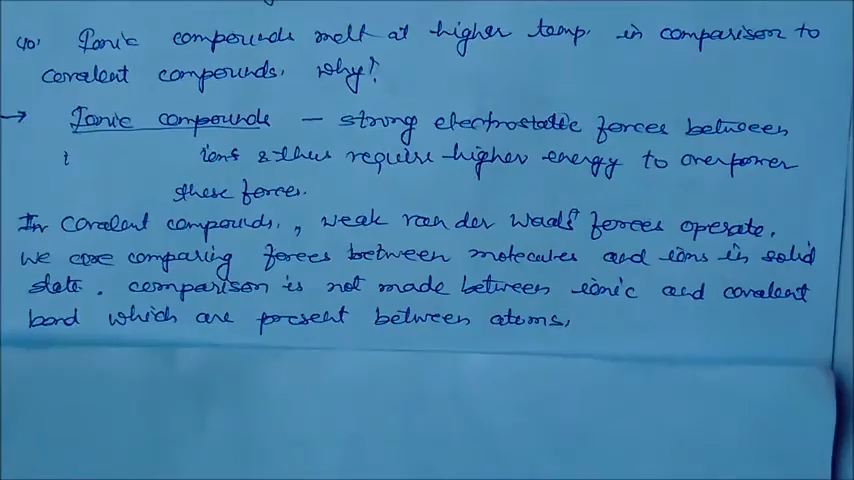 40. Ionic compounds melt at higher temp. in comparison to
covalent compounds. why?
→ Ionic compounds — strong electrostatic forces between
ions & thus require higher energy to overpower
these forces.
In covalent compounds, weak van der Waals' forces operate.
We are comparing forces between molecules and ions in solid
state. comparison is not made between ionic and covalent
bond which are present between atoms.